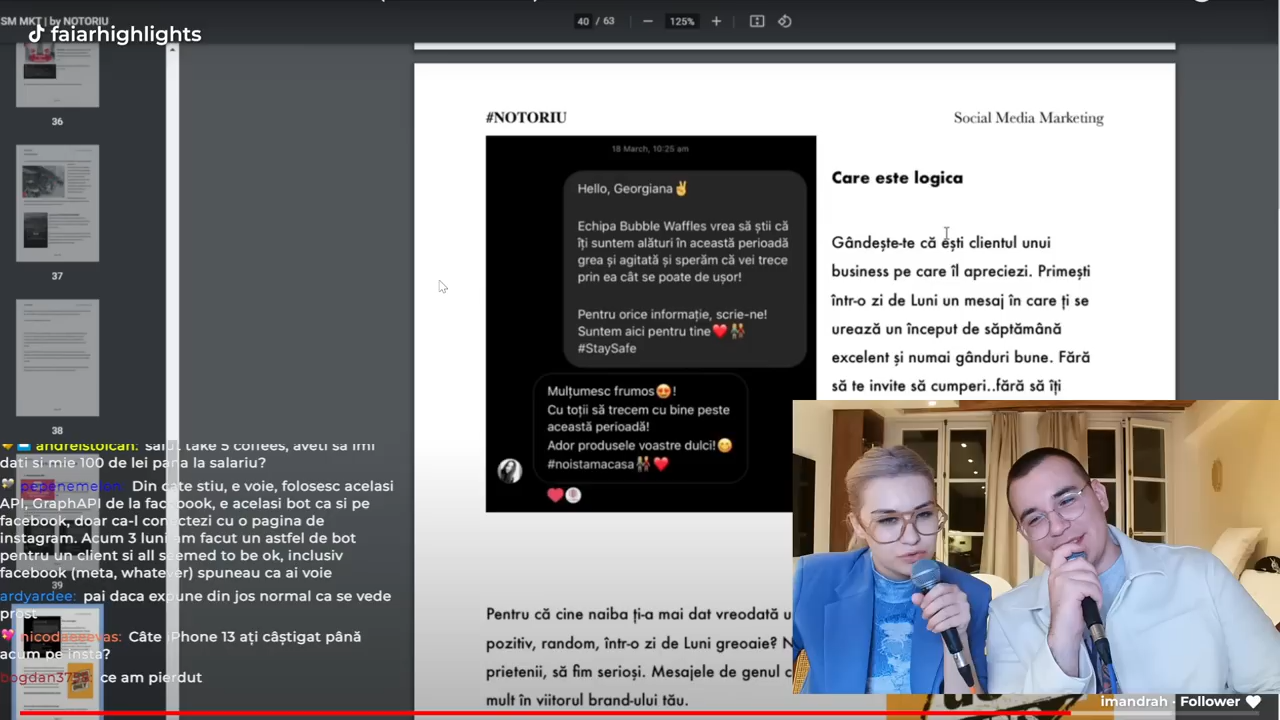 SM MKT | by NOTORIU
40 / 63
125%
faiarhighlights
36
37
38
39
#NOTORIU
Social Media Marketing
18 March, 10:25 am
Hello, Georgiana✌️
Echipa Bubble Waffles vrea să știi că
îți suntem alături în această perioadă
grea și agitată și sperăm că vei trece
prin ea cât se poate de ușor!
Pentru orice informație, scrie-ne!
Suntem aici pentru tine❤️👫
#StaySafe
Mulțumesc frumos😍!
Cu toții să trecem cu bine peste
această perioadă!
Ador produsele voastre dulci!😋
#noistamacasa👫❤️
Care este logica
Gândește-te că ești clientul unui
business pe care îl apreciezi. Primești
într-o zi de Luni un mesaj în care ți se
urează un început de săptămână
excelent și numai gânduri bune. Fără
să te invite să cumperi..fără să îți
Pentru că cine naiba ți-a mai dat vreodată
pozitiv, random, într-o zi de Luni greoaie?
prietenii, să fim serioși. Mesajele de genul
mult în viitorul brand-ului tău.
andreistoican: salut, take 5 coffees, aveti sa imi
dati si mie 100 de lei pana la salariu?
pepenemelon: Din cate stiu, e voie, folosesc acelasi
API, GraphAPI de la facebook, e acelasi bot ca si pe
facebook, doar ca-l conectezi cu o pagina de
instagram. Acum 3 luni am facut un astfel de bot
pentru un client si all seemed to be ok, inclusiv
facebook (meta, whatever) spuneau ca ai voie
ardyardee: pai daca expune din jos normal ca se vede
prost
nicodaeeevas: Câte iPhone 13 ați câștigat până
acum pe insta?
ce am pierdut
imandrah · Follower